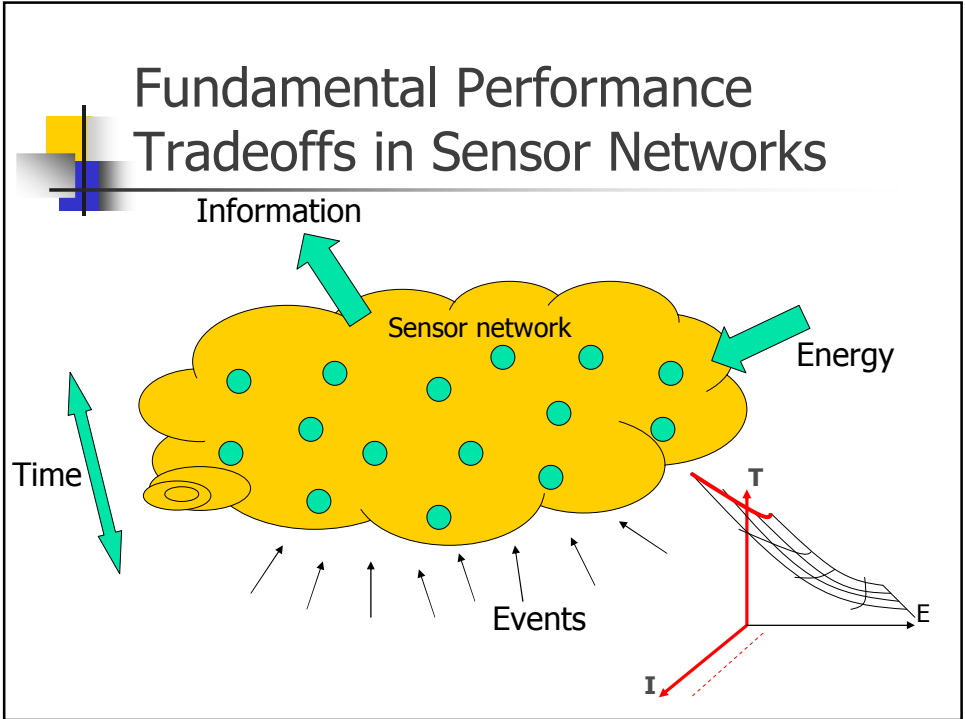 Fundamental Performance
Tradeoffs in Sensor Networks
Information
Sensor network
Energy
Time
T
Events
E
I